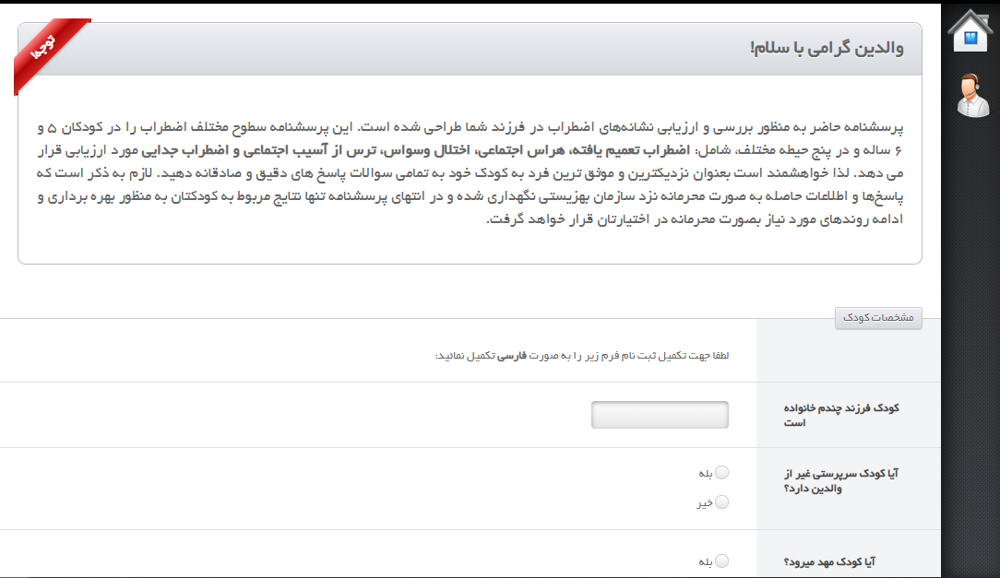 والدین گرامی با سلام!
توجه!
پرسشنامه حاضر به منظور بررسی و ارزیابی نشانه‌های اضطراب در فرزند شما طراحی شده است. این پرسشنامه سطوح مختلف اضطراب را در کودکان ۵ و
۶ ساله و در پنج حیطه مختلف، شامل: اضطراب تعمیم یافته، هراس اجتماعی، اختلال وسواس، ترس از آسیب اجتماعی و اضطراب جدایی مورد ارزیابی قرار
می دهد. لذا خواهشمند است بعنوان نزدیکترین و موثق ترین فرد به کودک خود به تمامی سوالات پاسخ های دقیق و صادقانه دهید. لازم به ذکر است که
پاسخ‌ها و اطلاعات حاصله به صورت محرمانه نزد سازمان بهزیستی نگهداری شده و در انتهای پرسشنامه تنها نتایج مربوط به کودکتان به منظور بهره برداری و
ادامه روندهای مورد نیاز بصورت محرمانه در اختیارتان قرار خواهد گرفت.
مشخصات کودک
لطفا جهت تکمیل ثبت نام فرم زیر را به صورت فارسی تکمیل نمائید:
کودک فرزند چندم خانواده
است
آیا کودک سرپرستی غیر از
والدین دارد؟
بله
خیر
آیا کودک مهد میرود؟
بله